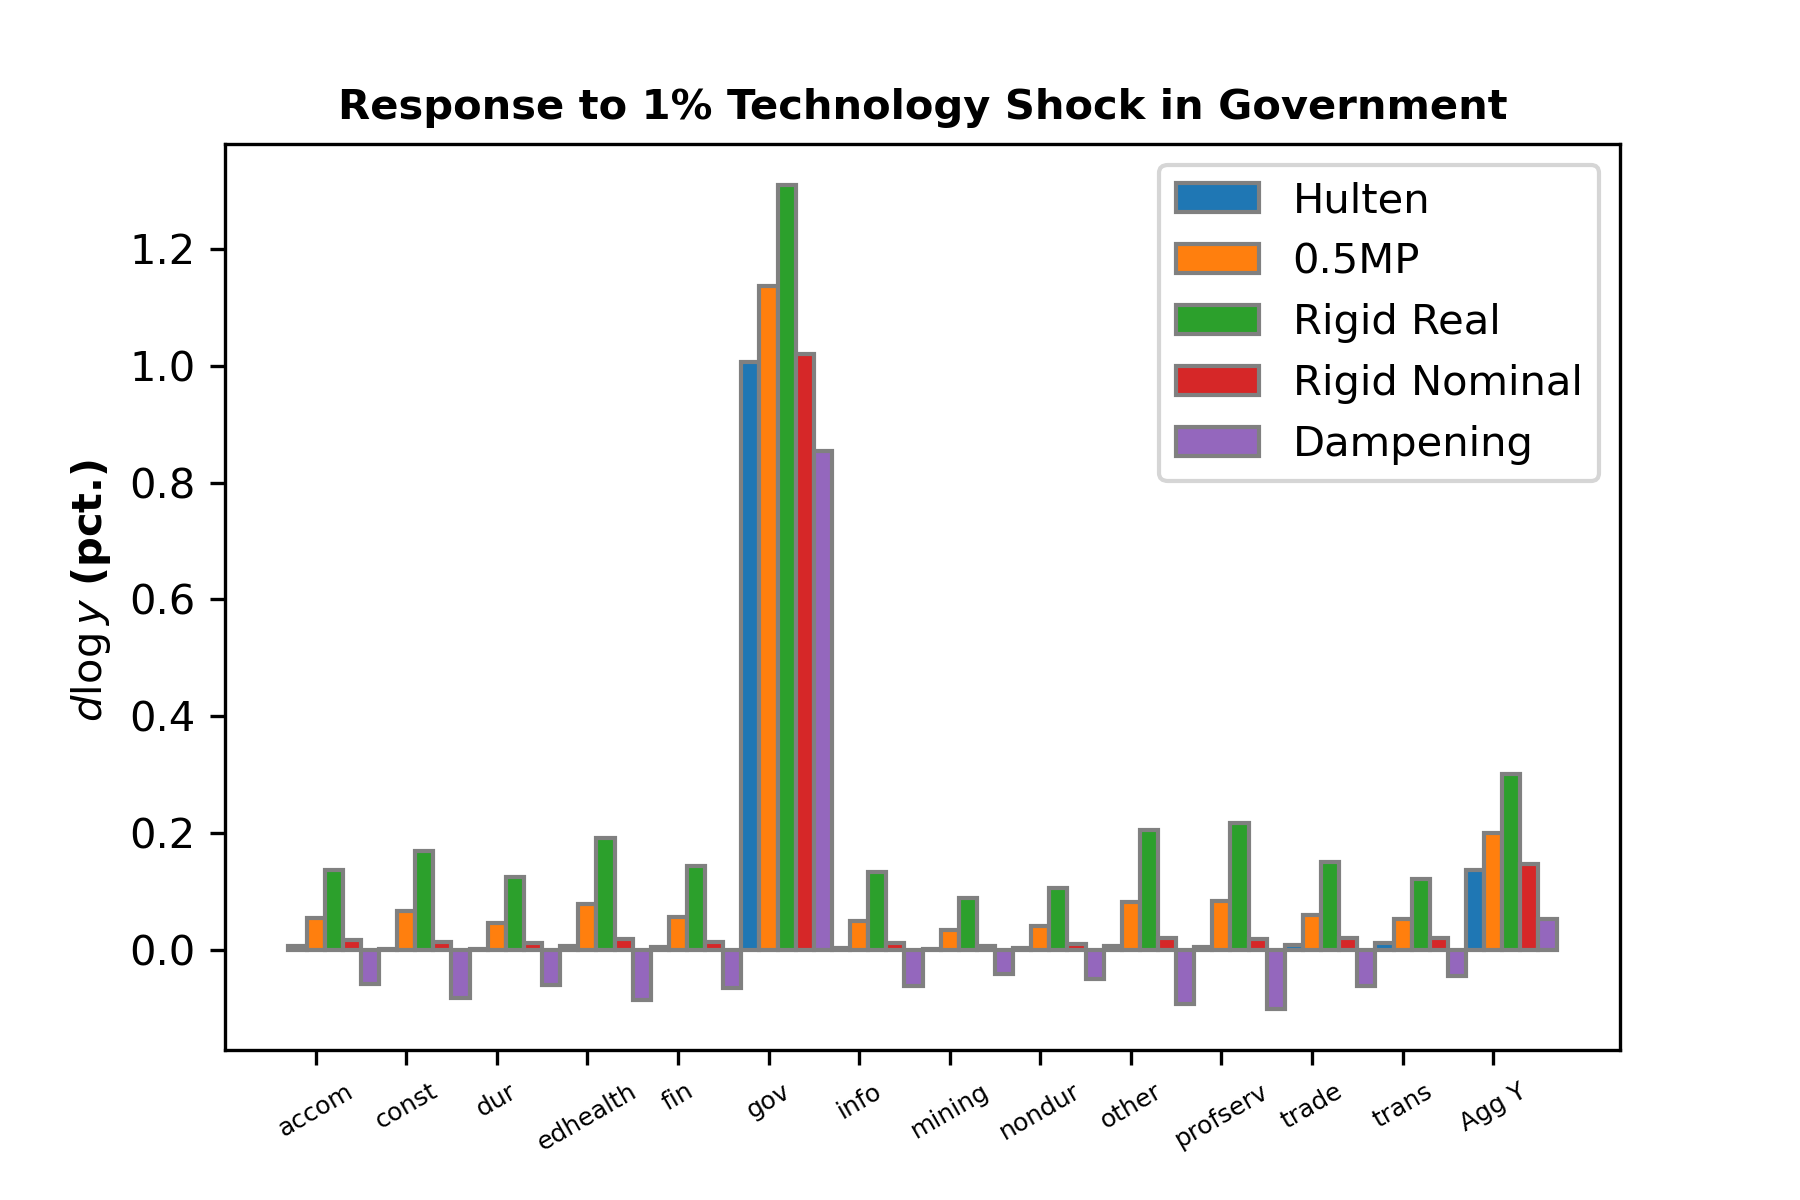 Response to 1% Technology Shock in Government
Hulten
0.5MP
Rigid Real
Rigid Nominal
Dampening
dlog y (pct.)
1.2
1.0
0.8
0.6
0.4
0.2
0.0
accom const dur edhealth fin gov info mining nondur other profserv trade trans Agg Y